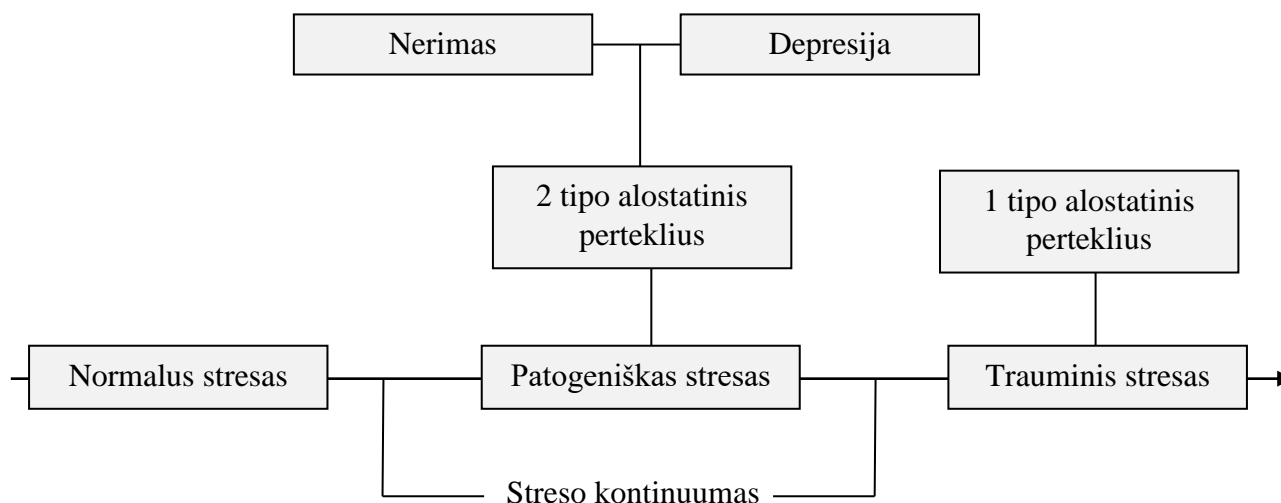 Nerimas
Depresija
2 tipo alostatinis
perteklius
1 tipo alostatinis
perteklius
Normalus stresas
Patogeniškas stresas
Trauminis stresas
Streso kontinuumas